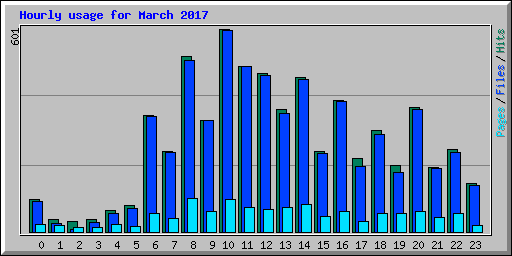 Hourly usage for March 2017
601
Pages/Files/Hits
0 1 2 3 4 5 6 7 8 9 10 11 12 13 14 15 16 17 18 19 20 21 22 23